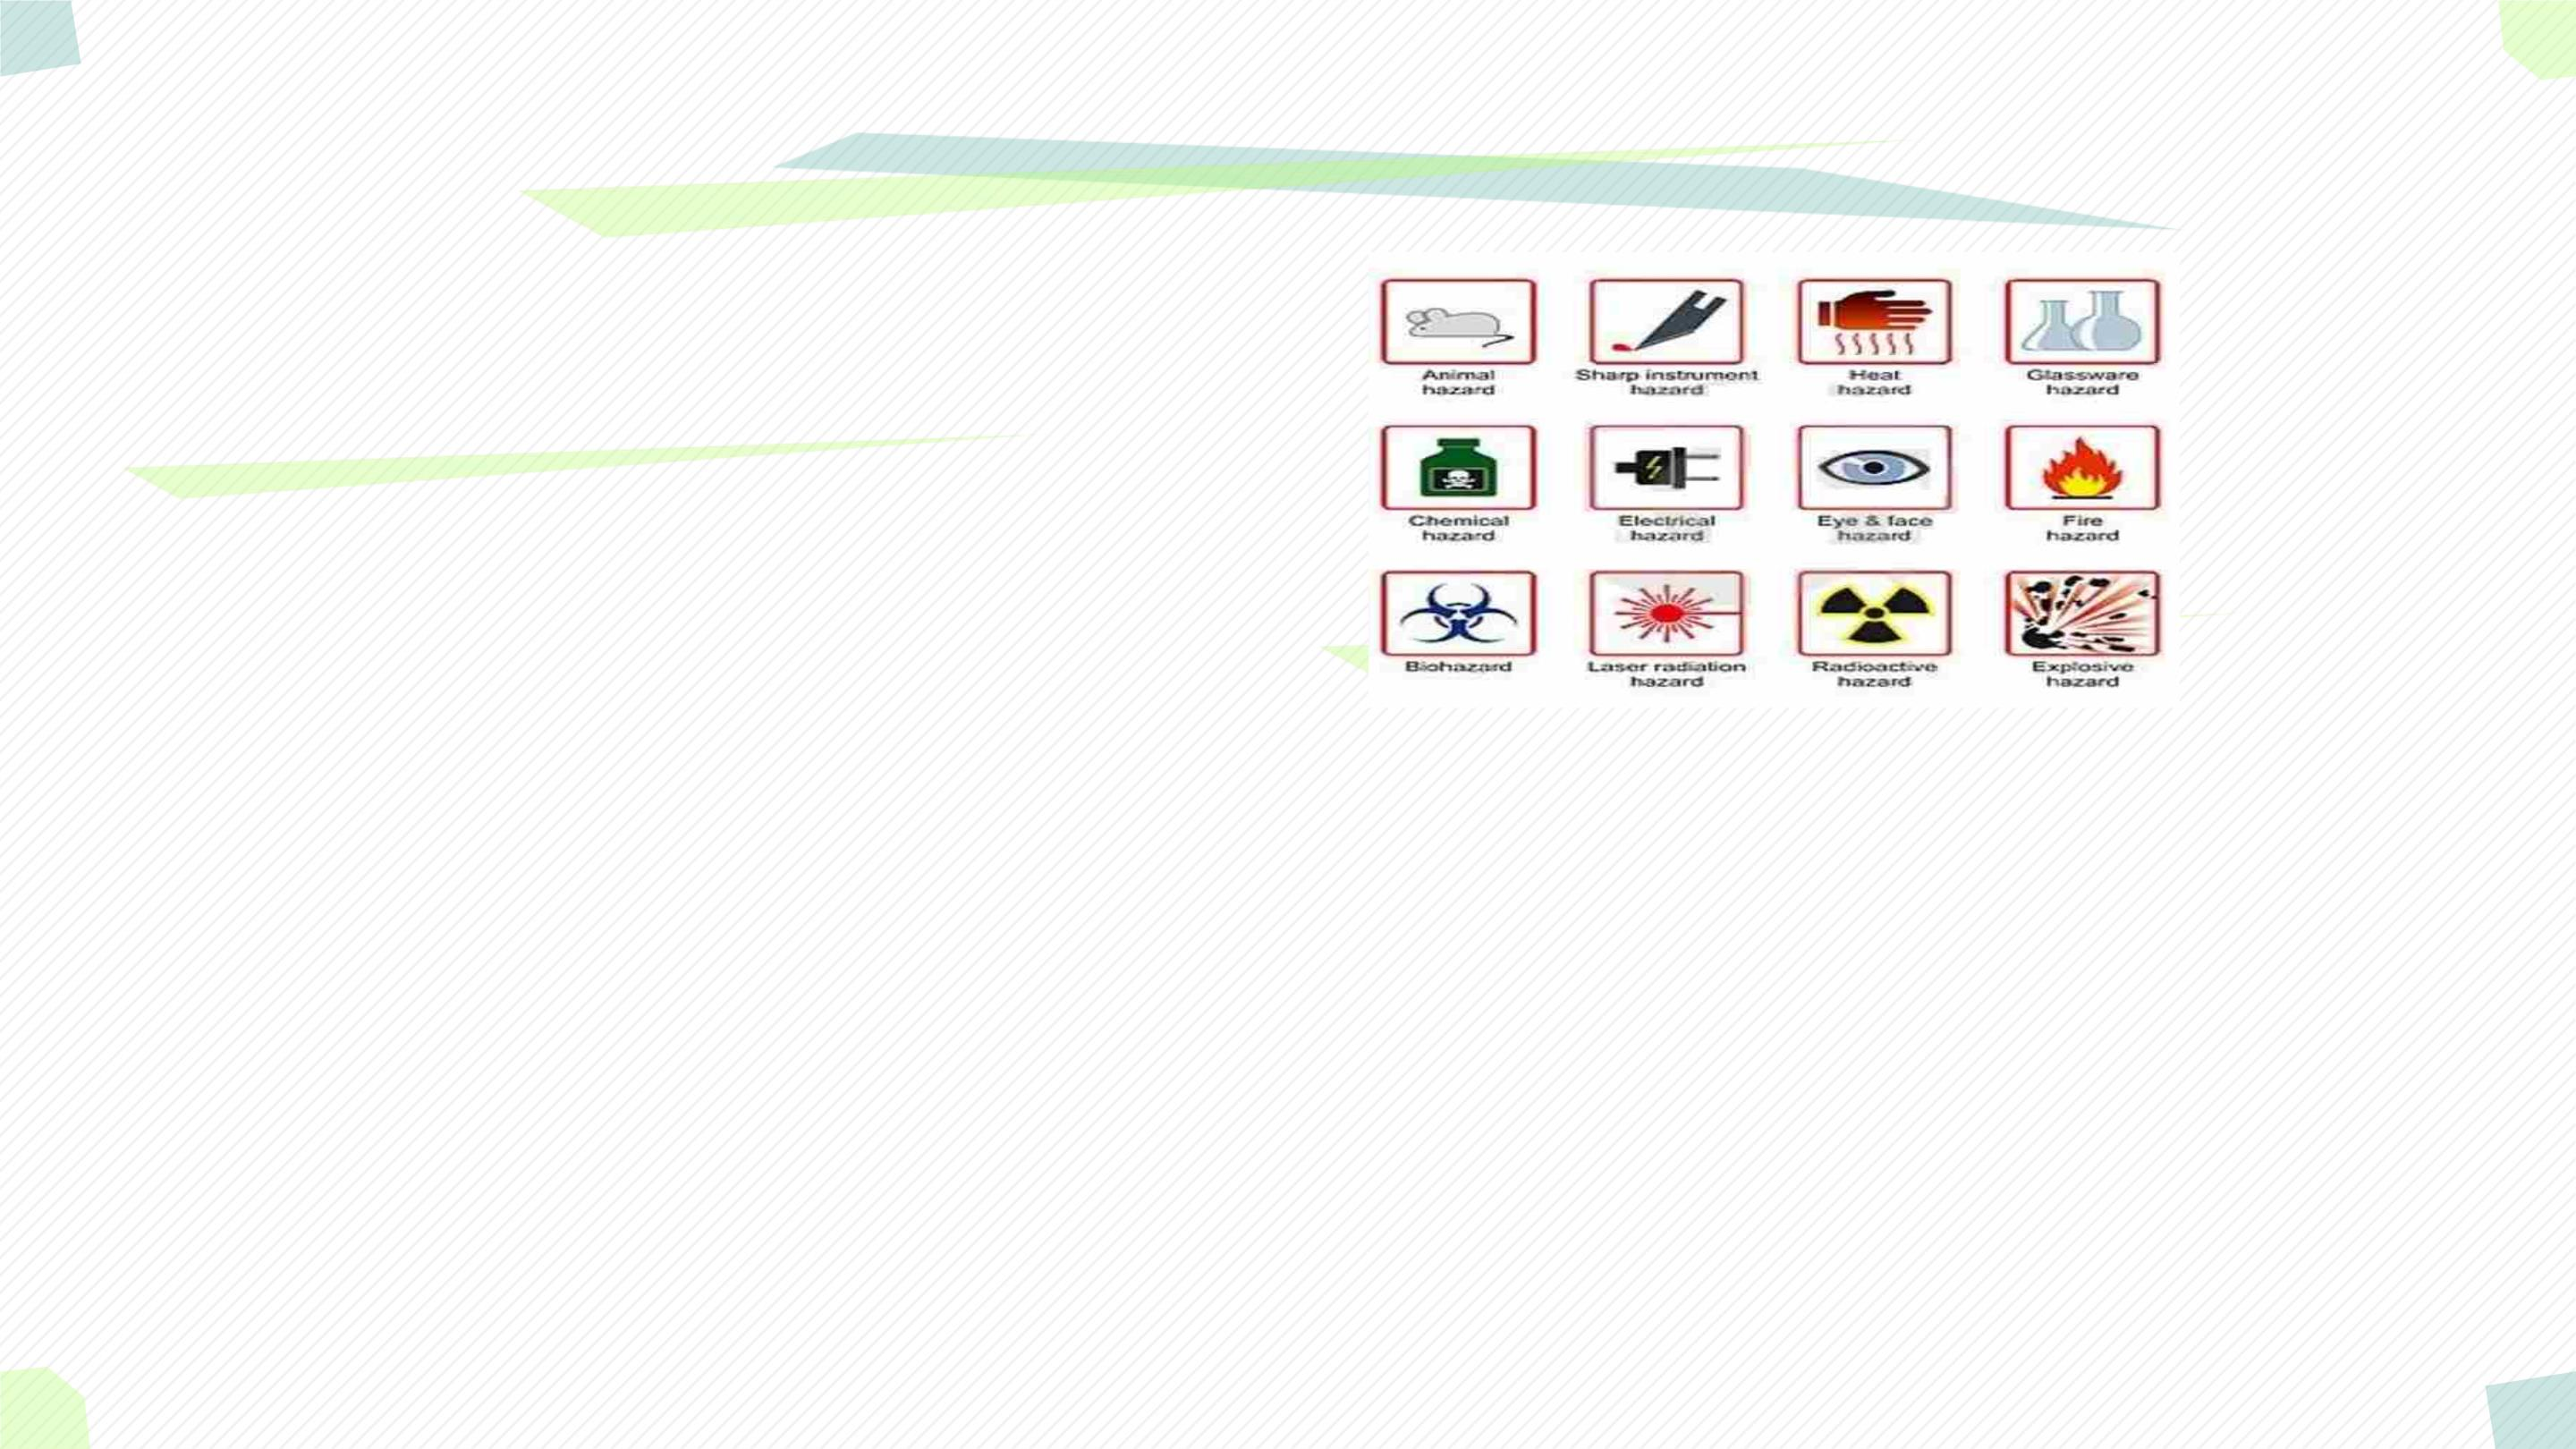 Animal
hazard
Sharp instrument
hazard
Heat
hazard
Glassware
hazard
Chemical
hazard
Electrical
hazard
Eye & face
hazard
Fire
hazard
Biohazard
Laser radiation
hazard
Radioactive
hazard
Explosive
hazard